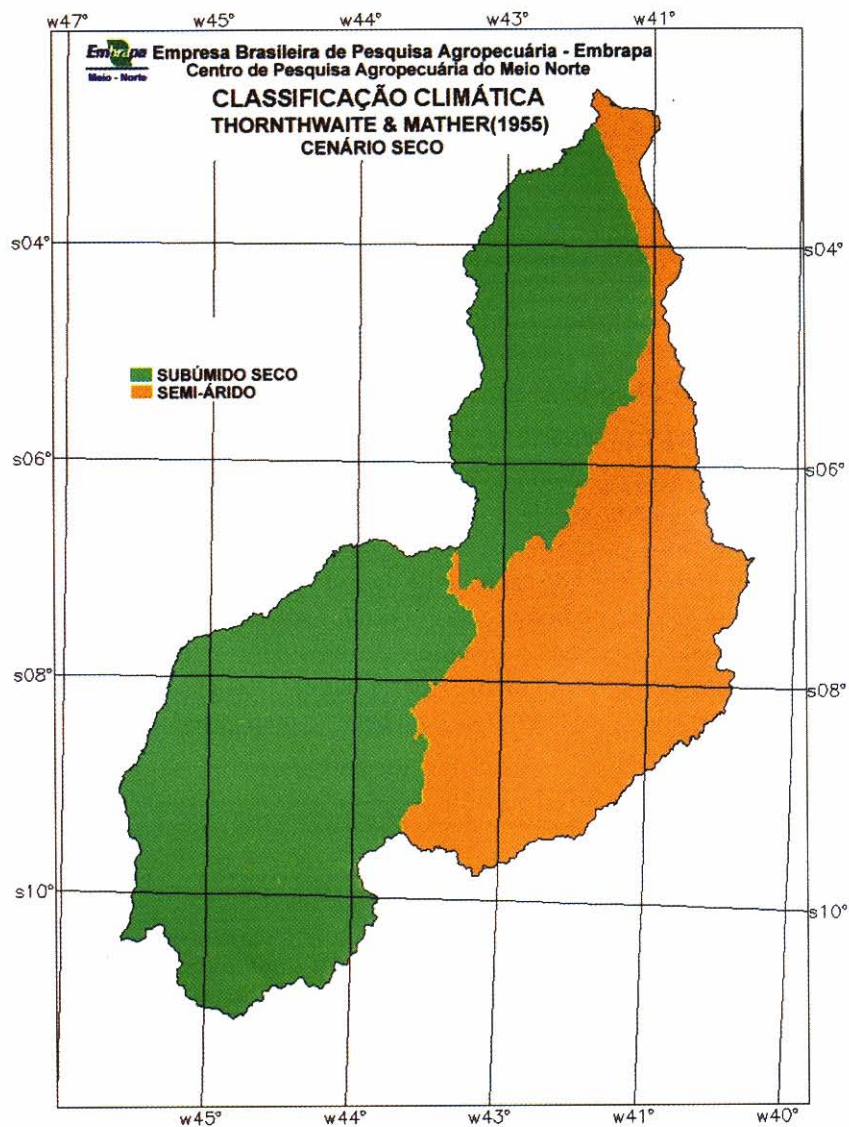 w47° w45° w44° w43° w41°
Embrapa Empresa Brasileira de Pesquisa Agropecuária - Embrapa
Meio - Norte Centro de Pesquisa Agropecuária do Meio Norte
CLASSIFICAÇÃO CLIMÁTICA
THORNTHWAITE & MATHER(1955)
CENÁRIO SECO
s04° s04°
SUBÚMIDO SECO
SEMI-ÁRIDO
s06° s06°
s08° s08°
s10° s10°
w45° w44° w43° w41° w40°